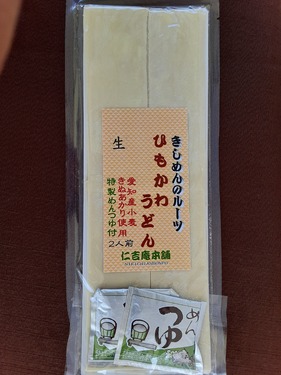 きしめんのルーツ
ひもかわ
うどん
生
愛知産小麦
きぬあかり使用
特製めんつゆ付
2人前
仁吉庵本舗
めん
つゆ